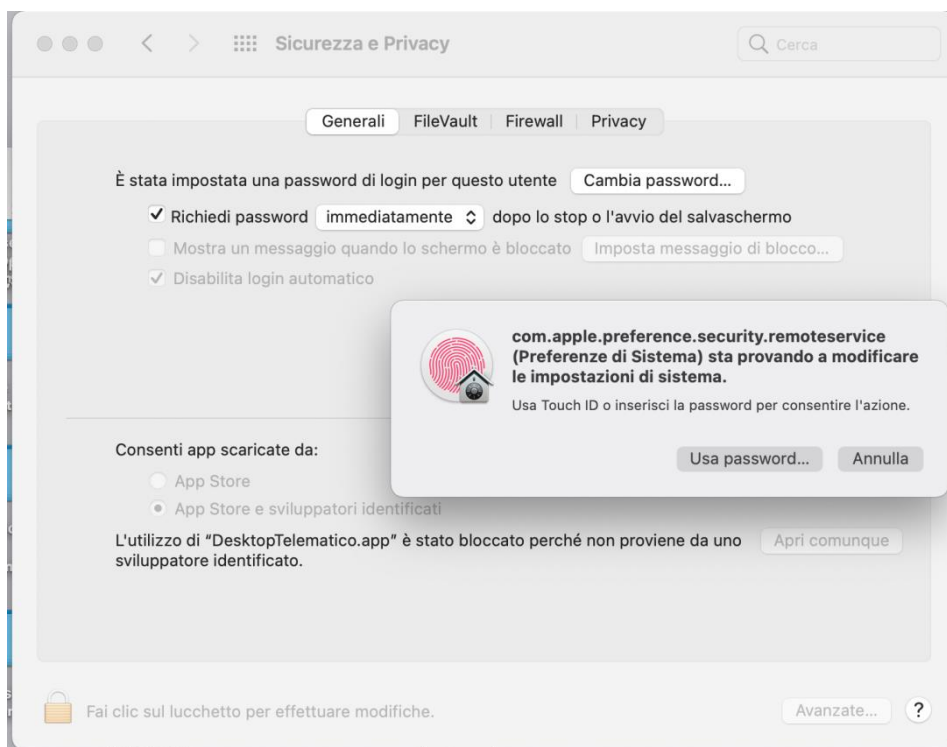 Sicurezza e Privacy
Cerca
Generali FileVault Firewall Privacy
È stata impostata una password di login per questo utente Cambia password...
Richiedi password immediatamente dopo lo stop o l'avvio del salvaschermo
Mostra un messaggio quando lo schermo è bloccato Imposta messaggio di blocco...
Disabilita login automatico
com.apple.preference.security.remoteservice
(Preferenze di Sistema) sta provando a modificare
le impostazioni di sistema.
Usa Touch ID o inserisci la password per consentire l'azione.
Usa password... Annulla
Consenti app scaricate da:
App Store
App Store e sviluppatori identificati
L'utilizzo di “DesktopTelematico.app” è stato bloccato perché non proviene da uno
sviluppatore identificato.
Apri comunque
Fai clic sul lucchetto per effettuare modifiche.
Avanzate... ?